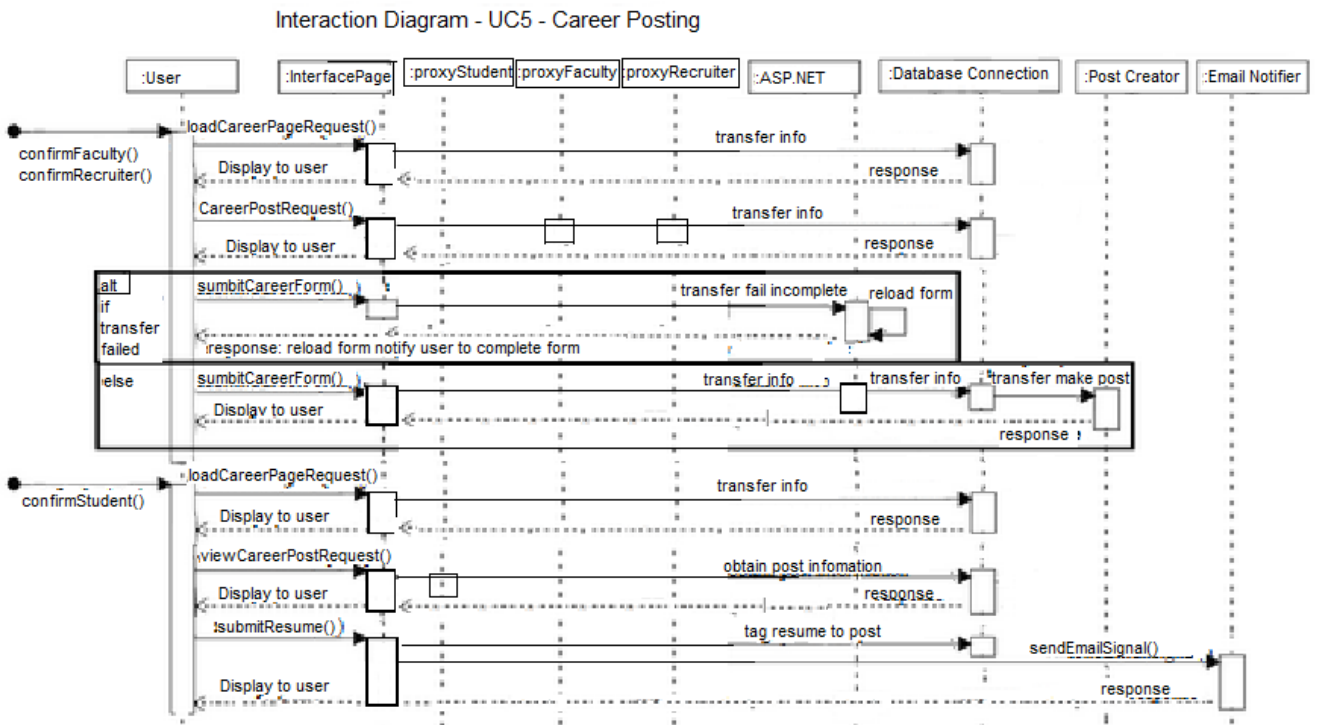 Interaction Diagram - UC5 - Career Posting
:User
:InterfacePage
:proxyStudent
:proxyFaculty
:proxyRecruiter
:ASP.NET
:Database Connection
:Post Creator
:Email Notifier
loadCareerPageRequest()
transfer info
confirmFaculty()
confirmRecruiter()
Display to user
response
CareerPostRequest()
transfer info
Display to user
response
alt
if
transfer
failed
sumbitCareerForm()
transfer fail incomplete
reload form
response: reload form notify user to complete form
else
sumbitCareerForm()
transfer info
transfer info
transfer make post
Display to user
response
loadCareerPageRequest()
confirmStudent()
transfer info
Display to user
response
viewCareerPostRequest()
obtain post infomation
Display to user
response
submitResume()
tag resume to post
sendEmailSignal()
Display to user
response